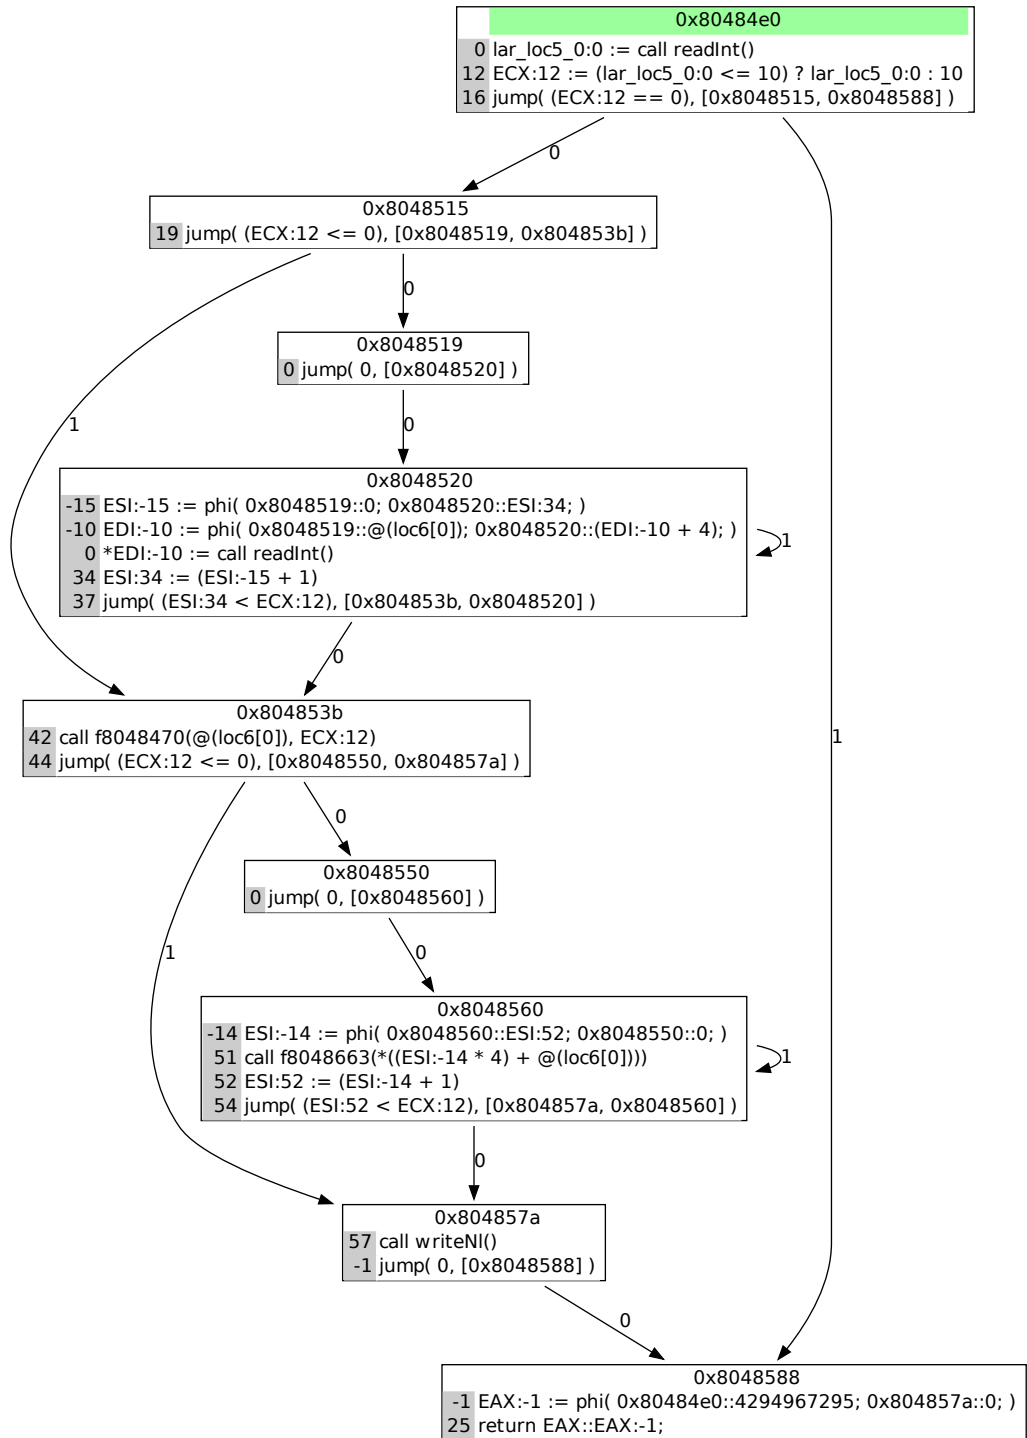 0x80484e0
0 lar_loc5_0:0 := call readInt()
12 ECX:12 := (lar_loc5_0:0 <= 10) ? lar_loc5_0:0 : 10
16 jump( (ECX:12 == 0), [0x8048515, 0x8048588] )
0
0x8048515
19 jump( (ECX:12 <= 0), [0x8048519, 0x804853b] )
0
0x8048519
0 jump( 0, [0x8048520] )
1
0
0x8048520
-15 ESI:-15 := phi( 0x8048519::0; 0x8048520::ESI:34; )
-10 EDI:-10 := phi( 0x8048519::@(loc6[0]); 0x8048520::(EDI:-10 + 4); )
0 *EDI:-10 := call readInt()
34 ESI:34 := (ESI:-15 + 1)
37 jump( (ESI:34 < ECX:12), [0x804853b, 0x8048520] )
1
0
0x804853b
42 call f8048470(@(loc6[0]), ECX:12)
44 jump( (ECX:12 <= 0), [0x8048550, 0x804857a] )
1
0
0x8048550
0 jump( 0, [0x8048560] )
1
0
0x8048560
-14 ESI:-14 := phi( 0x8048560::ESI:52; 0x8048550::0; )
51 call f8048663(*((ESI:-14 * 4) + @(loc6[0])))
52 ESI:52 := (ESI:-14 + 1)
54 jump( (ESI:52 < ECX:12), [0x804857a, 0x8048560] )
1
0
0x804857a
57 call writeNl()
-1 jump( 0, [0x8048588] )
0
0x8048588
-1 EAX:-1 := phi( 0x80484e0::4294967295; 0x804857a::0; )
25 return EAX::EAX:-1;